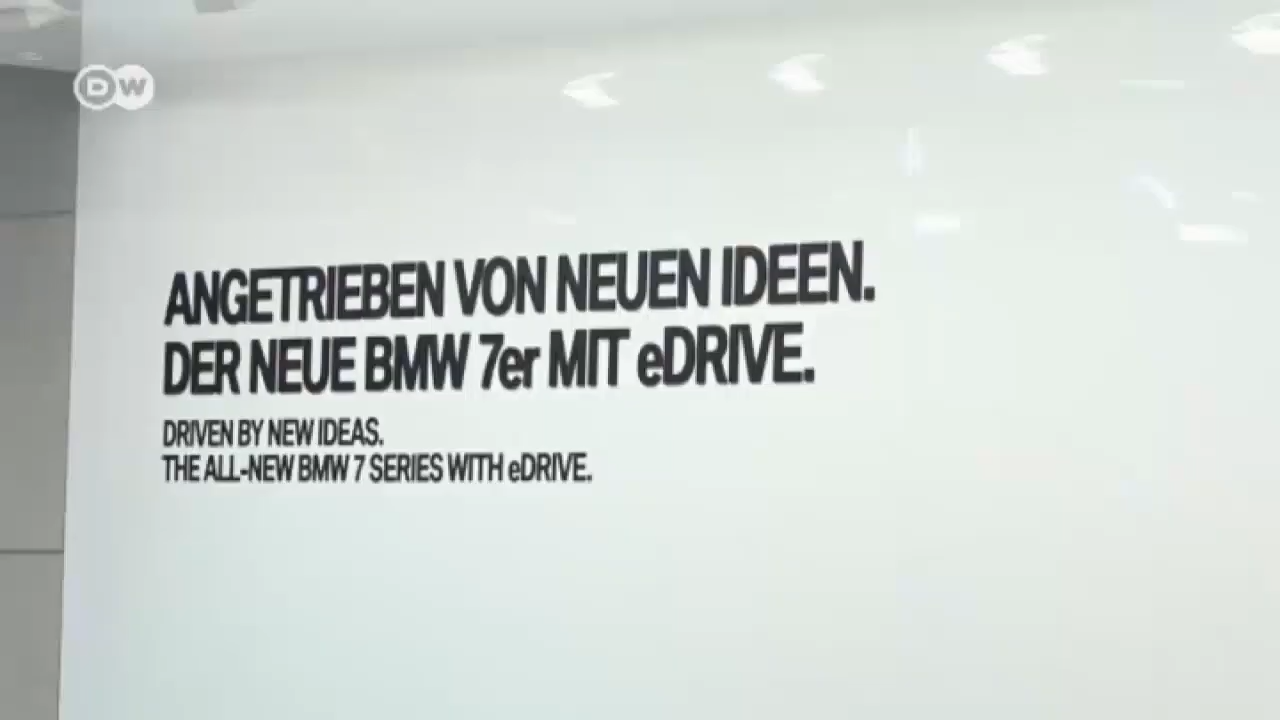 DW
ANGETRIEBEN VON NEUEN IDEEN.
DER NEUE BMW 7er MIT eDRIVE.
DRIVEN BY NEW IDEAS.
THE ALL-NEW BMW 7 SERIES WITH eDRIVE.